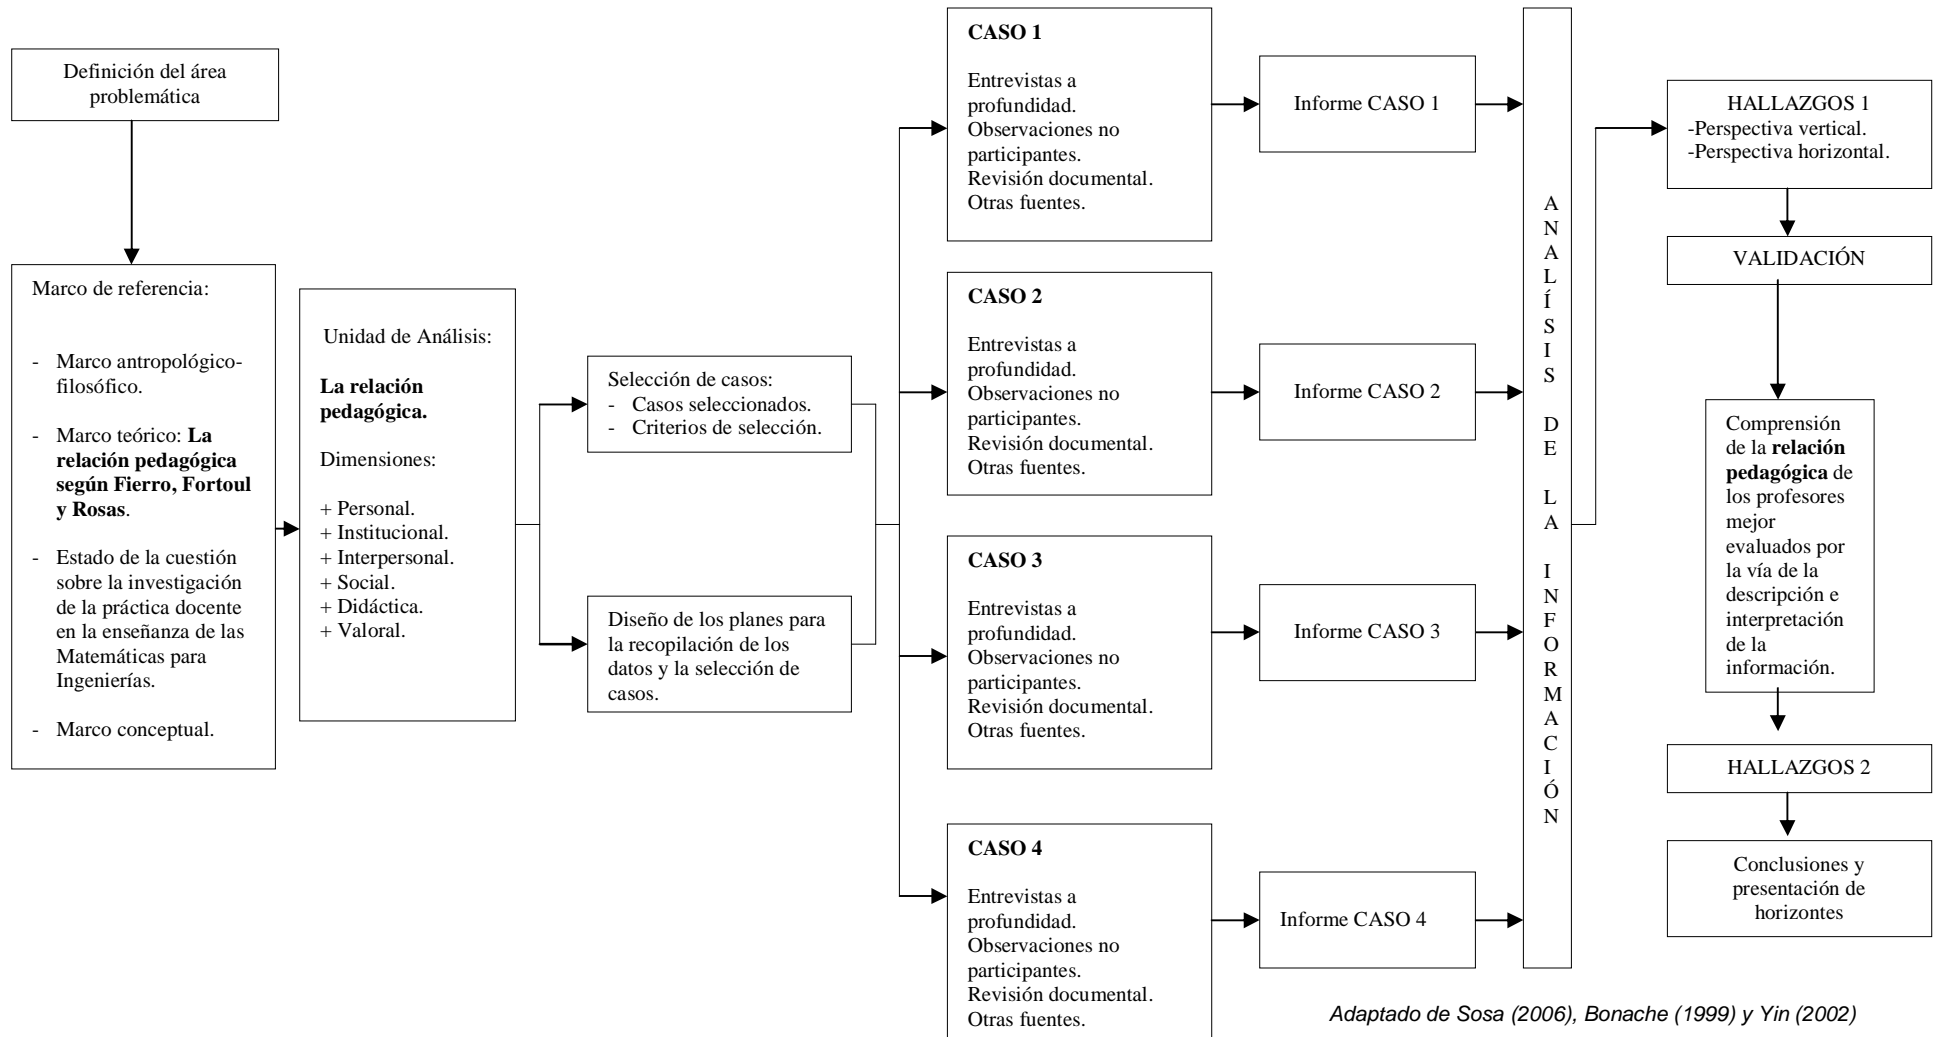 Definición del área
problemática
Marco de referencia:
- Marco antropológico-
filosófico.
- Marco teórico: La
relación pedagógica
según Fierro, Fortoul
y Rosas.
- Estado de la cuestión
sobre la investigación
de la práctica docente
en la enseñanza de las
Matemáticas para
Ingenierías.
- Marco conceptual.
Unidad de Análisis:
La relación
pedagógica.
Dimensiones:
+ Personal.
+ Institucional.
+ Interpersonal.
+ Social.
+ Didáctica.
+ Valoral.
Selección de casos:
- Casos seleccionados.
- Criterios de selección.
Diseño de los planes para
la recopilación de los
datos y la selección de
casos.
CASO 1
Entrevistas a
profundidad.
Observaciones no
participantes.
Revisión documental.
Otras fuentes.
Informe CASO 1
CASO 2
Entrevistas a
profundidad.
Observaciones no
participantes.
Revisión documental.
Otras fuentes.
Informe CASO 2
CASO 3
Entrevistas a
profundidad.
Observaciones no
participantes.
Revisión documental.
Otras fuentes.
Informe CASO 3
CASO 4
Entrevistas a
profundidad.
Observaciones no
participantes.
Revisión documental.
Otras fuentes.
Informe CASO 4
ANALÍSIS DE LA INFORMACIÓN
HALLAZGOS 1
-Perspectiva vertical.
-Perspectiva horizontal.
VALIDACIÓN
Comprensión
de la relación
pedagógica de
los profesores
mejor
evaluados por
la vía de la
descripción e
interpretación
de la
información.
HALLAZGOS 2
Conclusiones y
presentación de
horizontes
Adaptado de Sosa (2006), Bonache (1999) y Yin (2002)